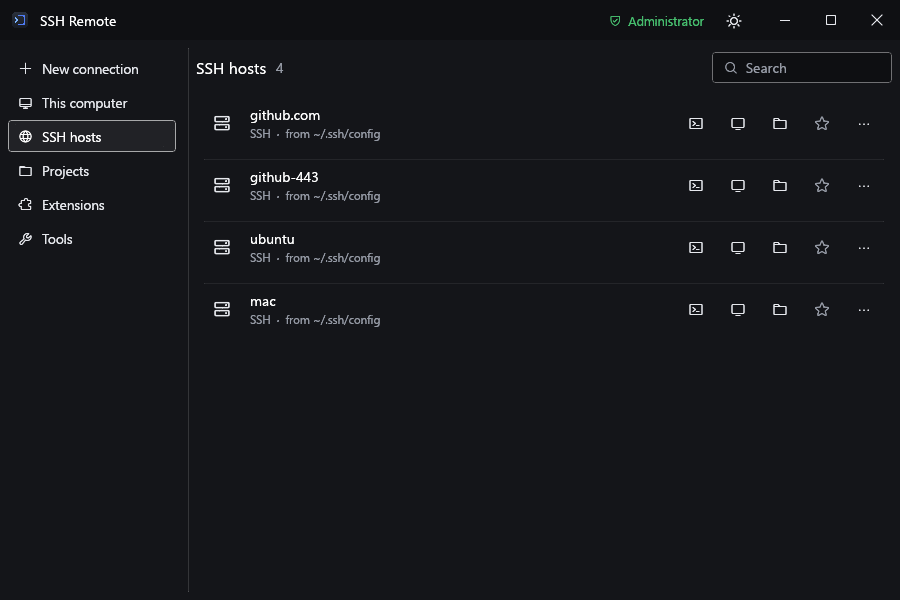 SSH Remote
Administrator
New connection
This computer
SSH hosts
Projects
Extensions
Tools
SSH hosts 4
Search
github.com
SSH · from ~/.ssh/config
github-443
SSH · from ~/.ssh/config
ubuntu
SSH · from ~/.ssh/config
mac
SSH · from ~/.ssh/config